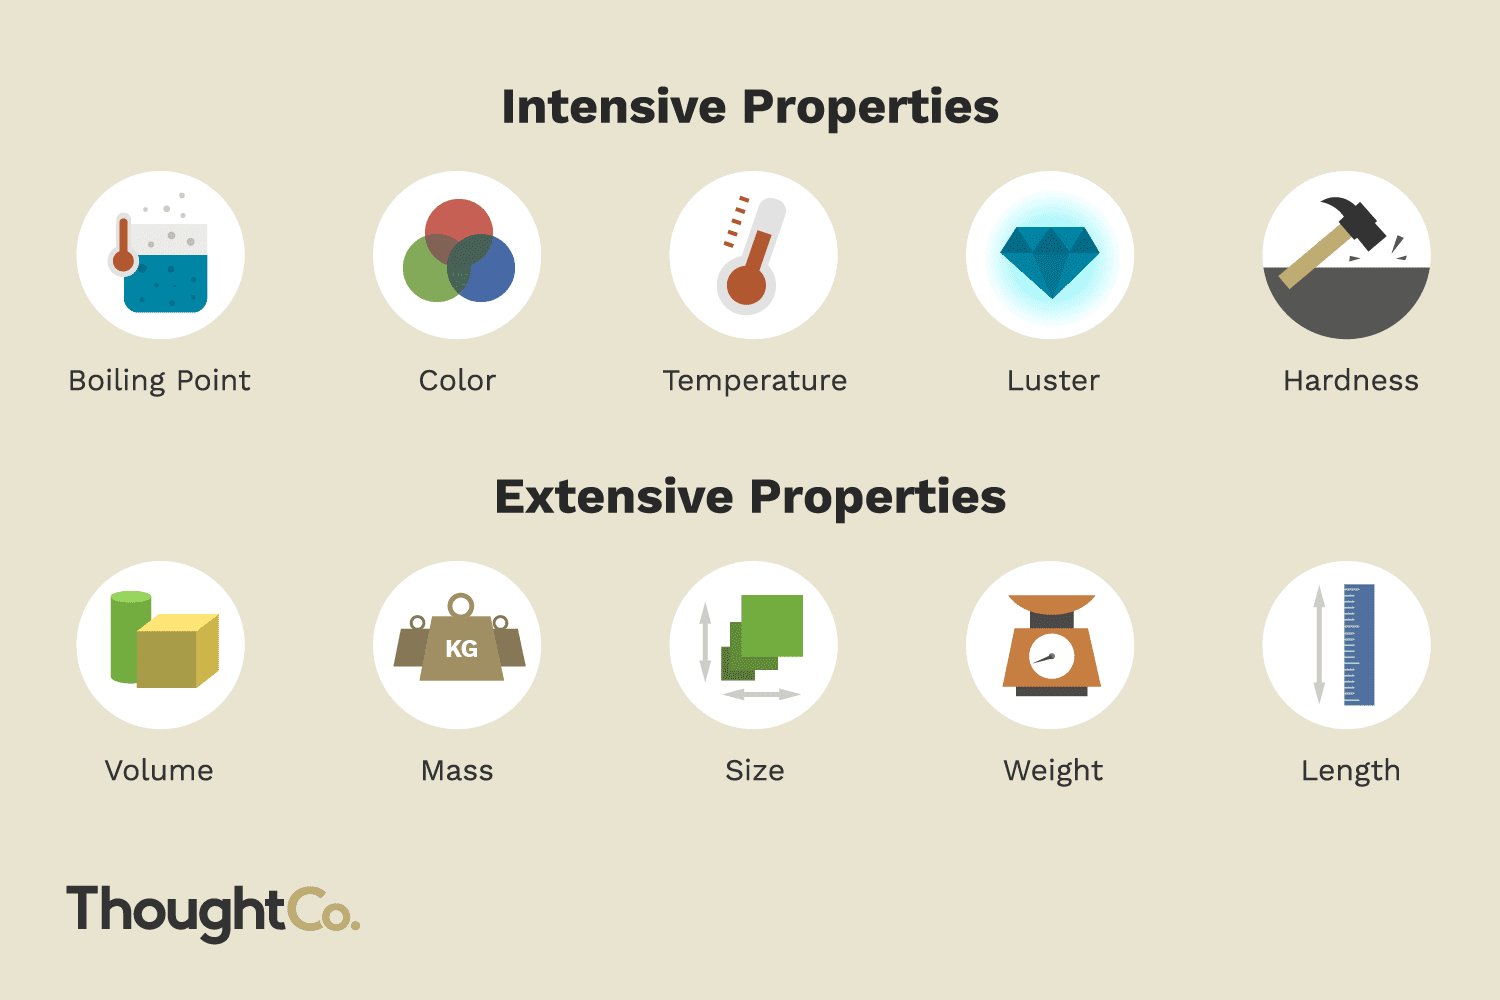 Intensive Properties
Boiling Point
Color
Temperature
Luster
Hardness
Extensive Properties
KG
Volume
Mass
Size
Weight
Length
ThoughtCo.